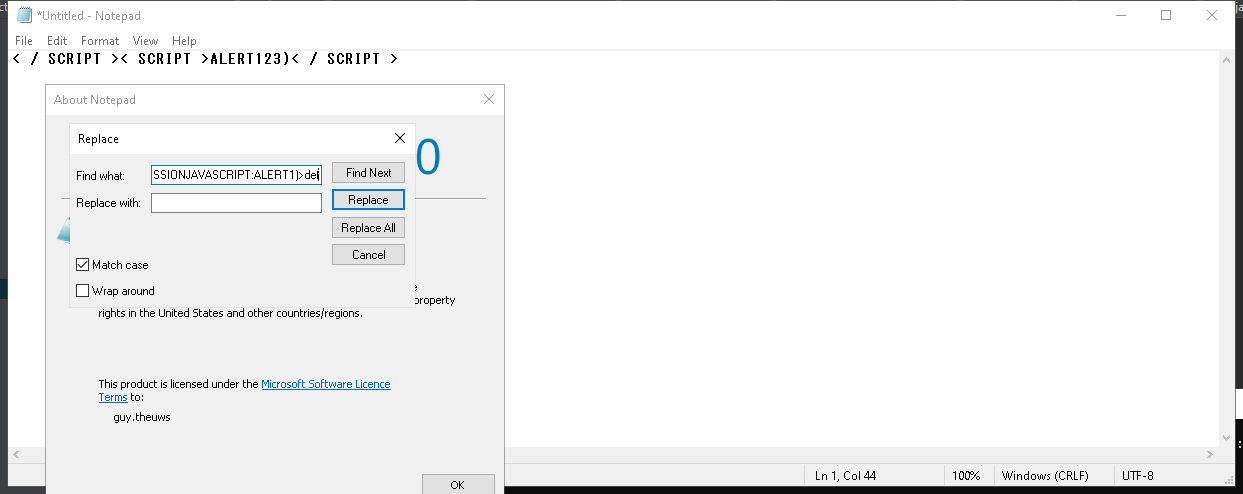 *Untitled - Notepad
File Edit Format View Help
< / SCRIPT >< SCRIPT >ALERT123)< / SCRIPT >
About Notepad
Replace
0
Find what: SSIONJAVASCRIPT:ALERT1)>dei Find Next
Replace with: Replace
Replace All
Cancel
Match case
Wrap around
property
rights in the United States and other countries/regions.
This product is licensed under the Microsoft Software Licence
Terms to:
guy.theuws
OK
Ln 1, Col 44 100% Windows (CRLF) UTF-8